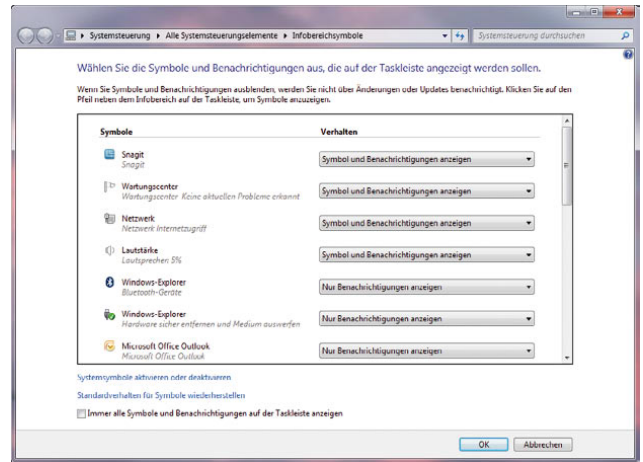 Systemsteuerung ▸ Alle Systemsteuerungselemente ▸ Infobereichsymbole
Systemsteuerung durchsuchen
Wählen Sie die Symbole und Benachrichtigungen aus, die auf der Taskleiste angezeigt werden sollen.
Wenn Sie Symbole und Benachrichtigungen ausblenden, werden Sie nicht über Änderungen oder Updates benachrichtigt. Klicken Sie auf den
Pfeil neben dem Infobereich auf der Taskleiste, um Symbole anzuzeigen.
Symbole Verhalten
Snagit Symbol und Benachrichtigungen anzeigen
Snagit
Wartungscenter Symbol und Benachrichtigungen anzeigen
Wartungscenter Keine aktuellen Probleme erkannt
Netzwerk Symbol und Benachrichtigungen anzeigen
Netzwerk Internetzugriff
Lautstärke Symbol und Benachrichtigungen anzeigen
Lautsprecher: 5%
Windows-Explorer Nur Benachrichtigungen anzeigen
Bluetooth-Geräte
Windows-Explorer Nur Benachrichtigungen anzeigen
Hardware sicher entfernen und Medium auswerfen
Microsoft Office Outlook Nur Benachrichtigungen anzeigen
Microsoft Office Outlook
Systemsymbole aktivieren oder deaktivieren
Standardverhalten für Symbole wiederherstellen
Immer alle Symbole und Benachrichtigungen auf der Taskleiste anzeigen
OK Abbrechen